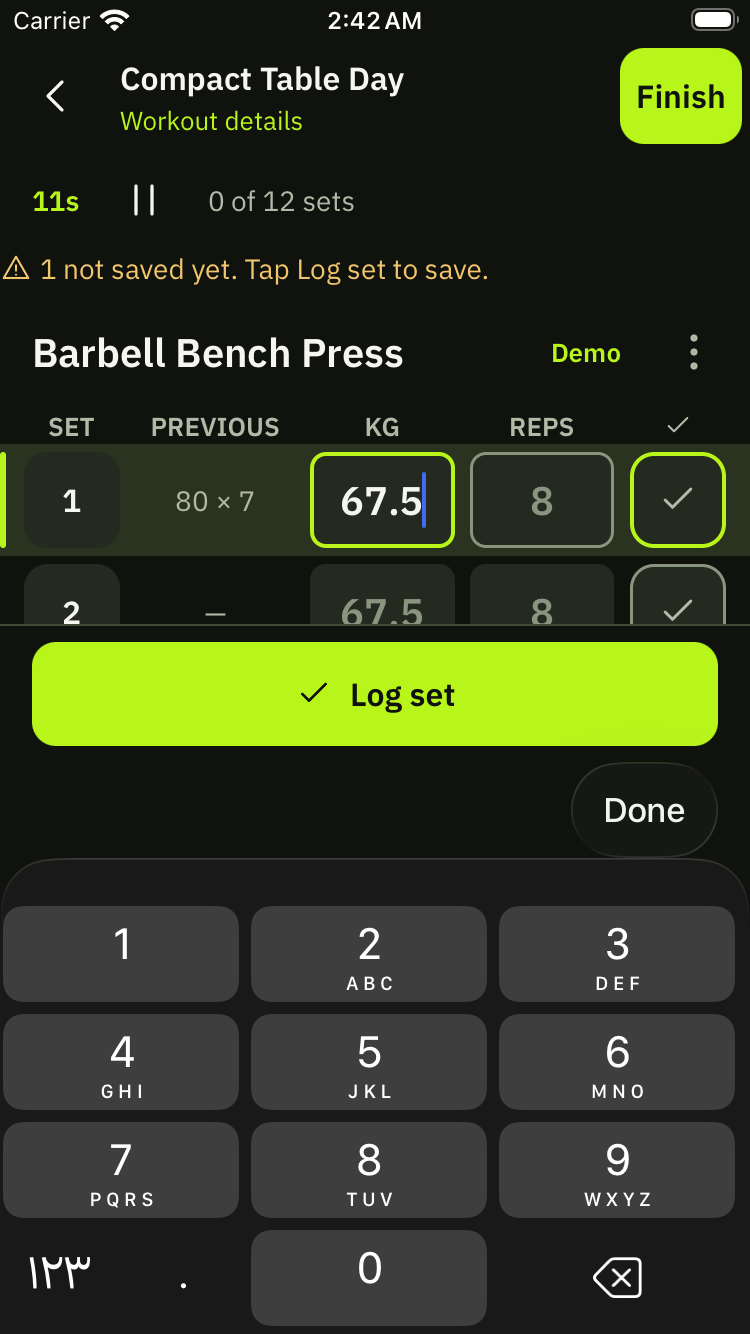 Carrier 2:42 AM
Compact Table Day
Workout details
Finish
11s 0 of 12 sets
1 not saved yet. Tap Log set to save.
Barbell Bench Press Demo
SET PREVIOUS KG REPS
1 80 × 7 67.5 8
2 – 67.5 8
Log set
Done
1 2 3
ABC DEF
4 5 6
GHI JKL MNO
7 8 9
PQRS TUV WXYZ
١٢٣ . 0